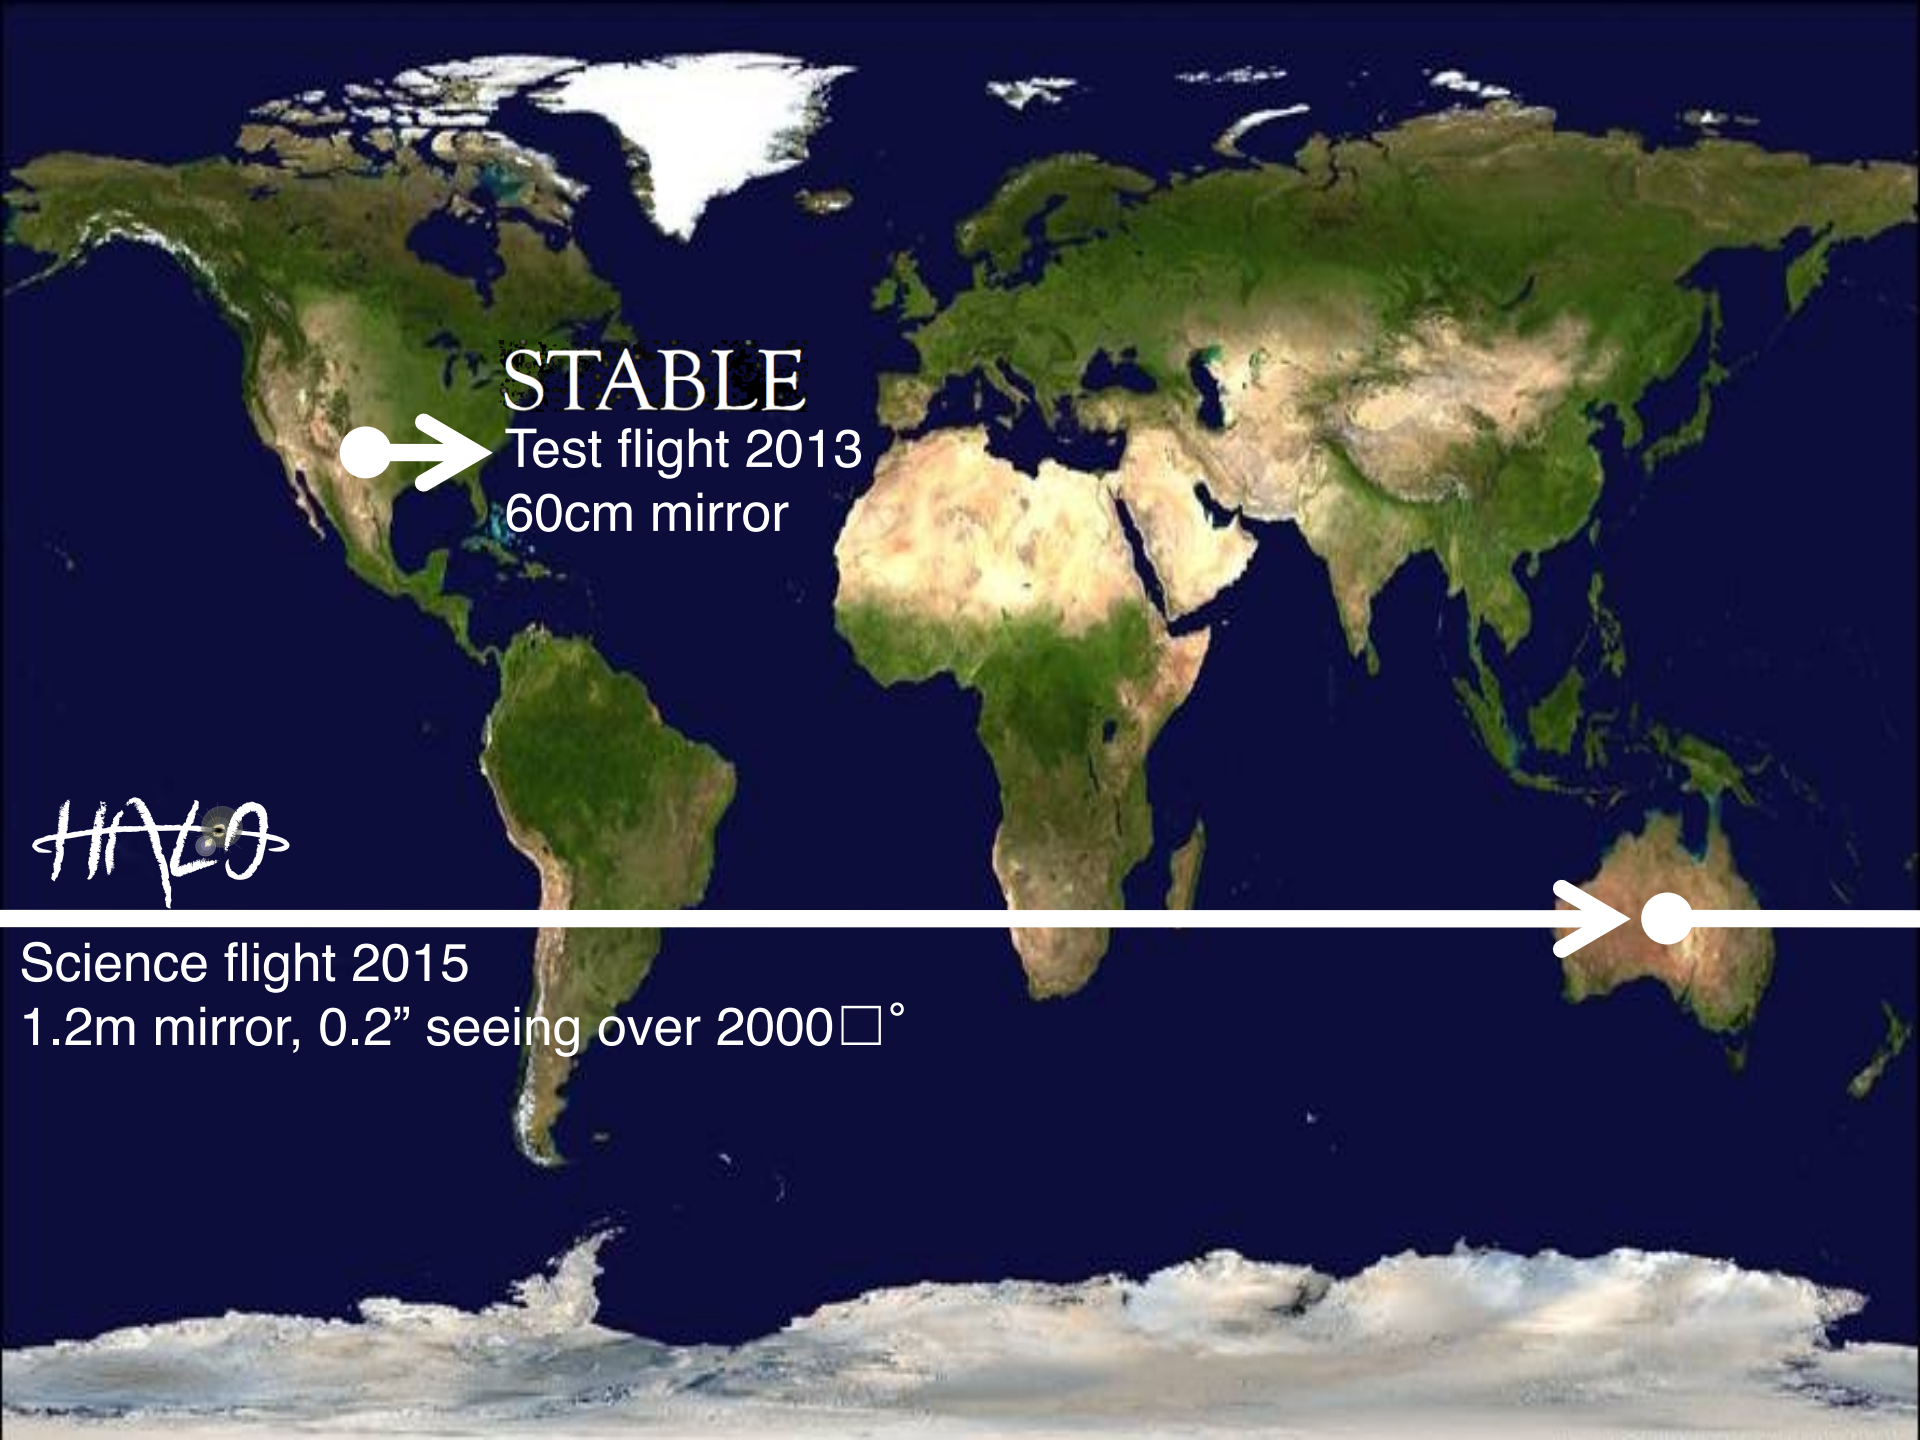 STABLE
Test flight 2013
60cm mirror
HALO
Science flight 2015
1.2m mirror, 0.2” seeing over 2000□˚